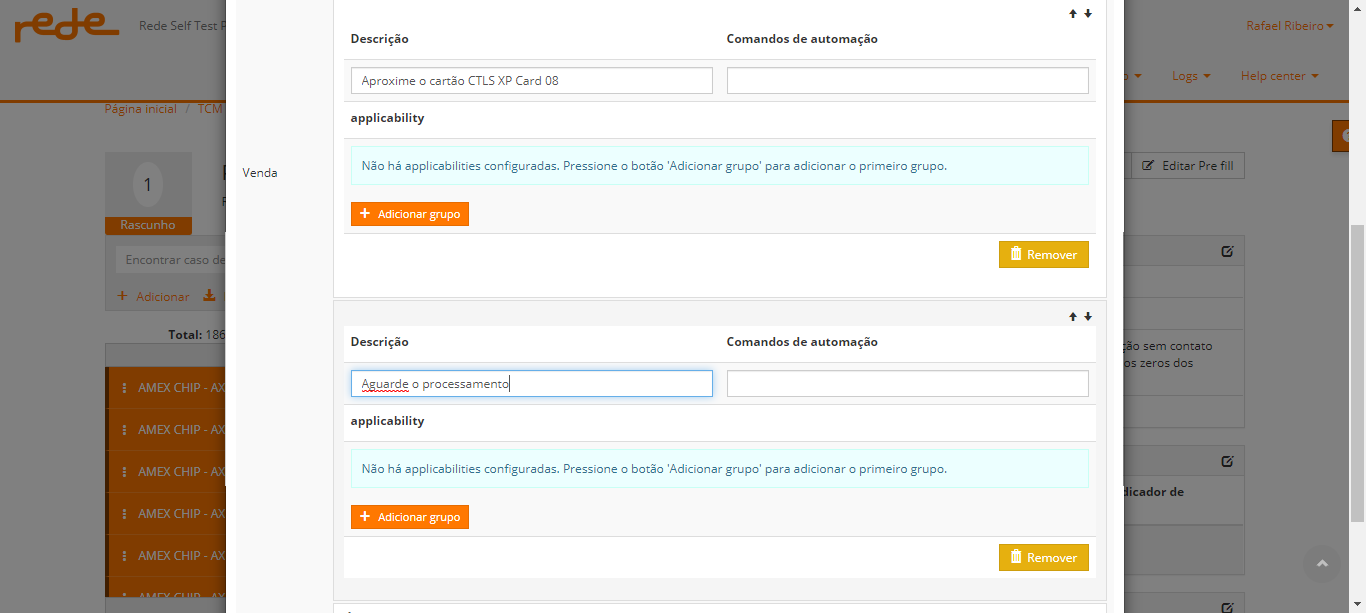 rede
Rede Self Test P
Rafael Ribeiro
Logs
Help center
Página inicial / TCM
1
Rascunho
Editar Pre fill
Encontrar caso de
Adicionar
Total: 186
AMEX CHIP - AX
AMEX CHIP - AX
AMEX CHIP - AX
AMEX CHIP - AX
AMEX CHIP - AX
AMEX CHIP - AX
Venda
Descrição
Comandos de automação
Aproxime o cartão CTLS XP Card 08
applicability
Não há applicabilities configuradas. Pressione o botão 'Adicionar grupo' para adicionar o primeiro grupo.
Adicionar grupo
Remover
Descrição
Comandos de automação
Aguarde o processamento
applicability
Não há applicabilities configuradas. Pressione o botão 'Adicionar grupo' para adicionar o primeiro grupo.
Adicionar grupo
Remover
ção sem contato
os zeros dos
dicador de